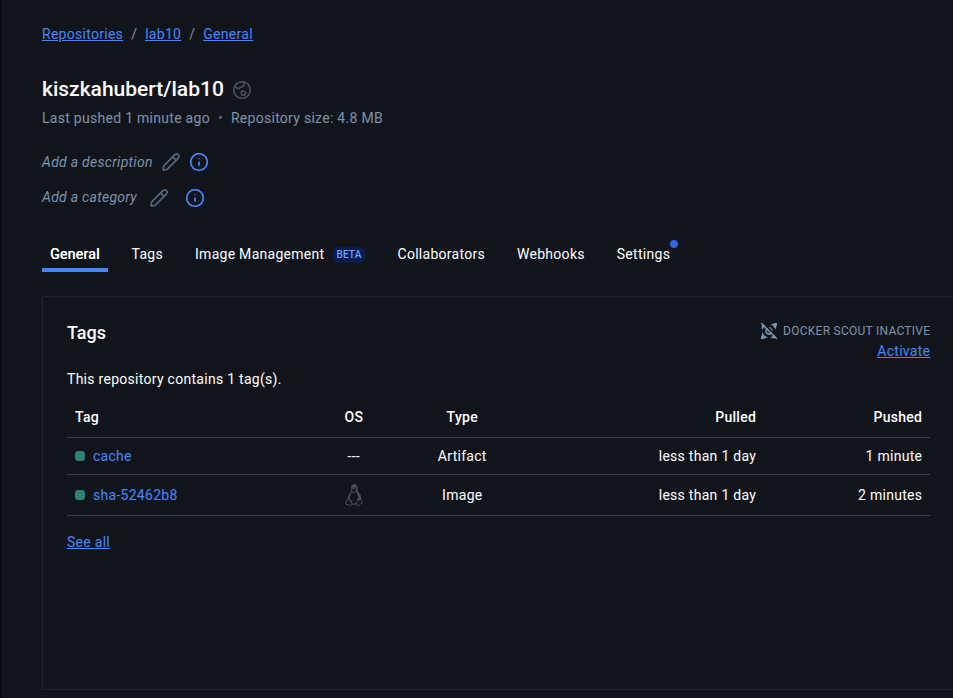 Repositories / lab10 / General
kiszkahubert/lab10
Last pushed 1 minute ago • Repository size: 4.8 MB
Add a description
Add a category
General Tags Image Management BETA Collaborators Webhooks Settings
Tags
DOCKER SCOUT INACTIVE
Activate
This repository contains 1 tag(s).
Tag OS Type Pulled Pushed
cache --- Artifact less than 1 day 1 minute
sha-52462b8 Image less than 1 day 2 minutes
See all